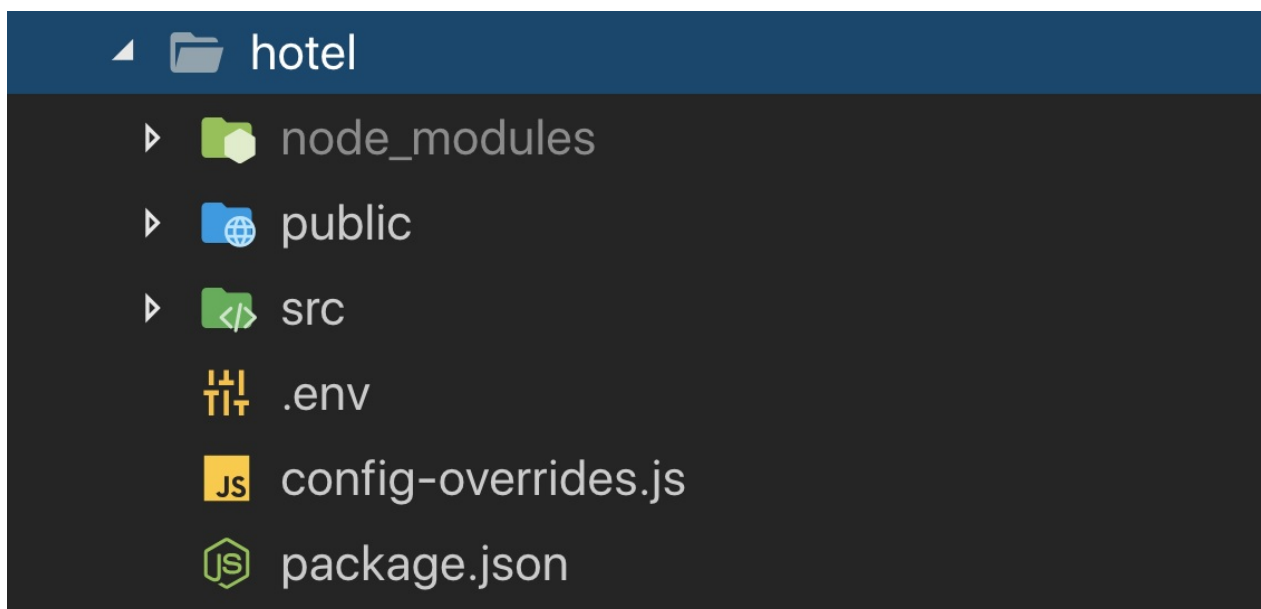 hotel
node_modules
public
src
.env
config-overrides.js
package.json